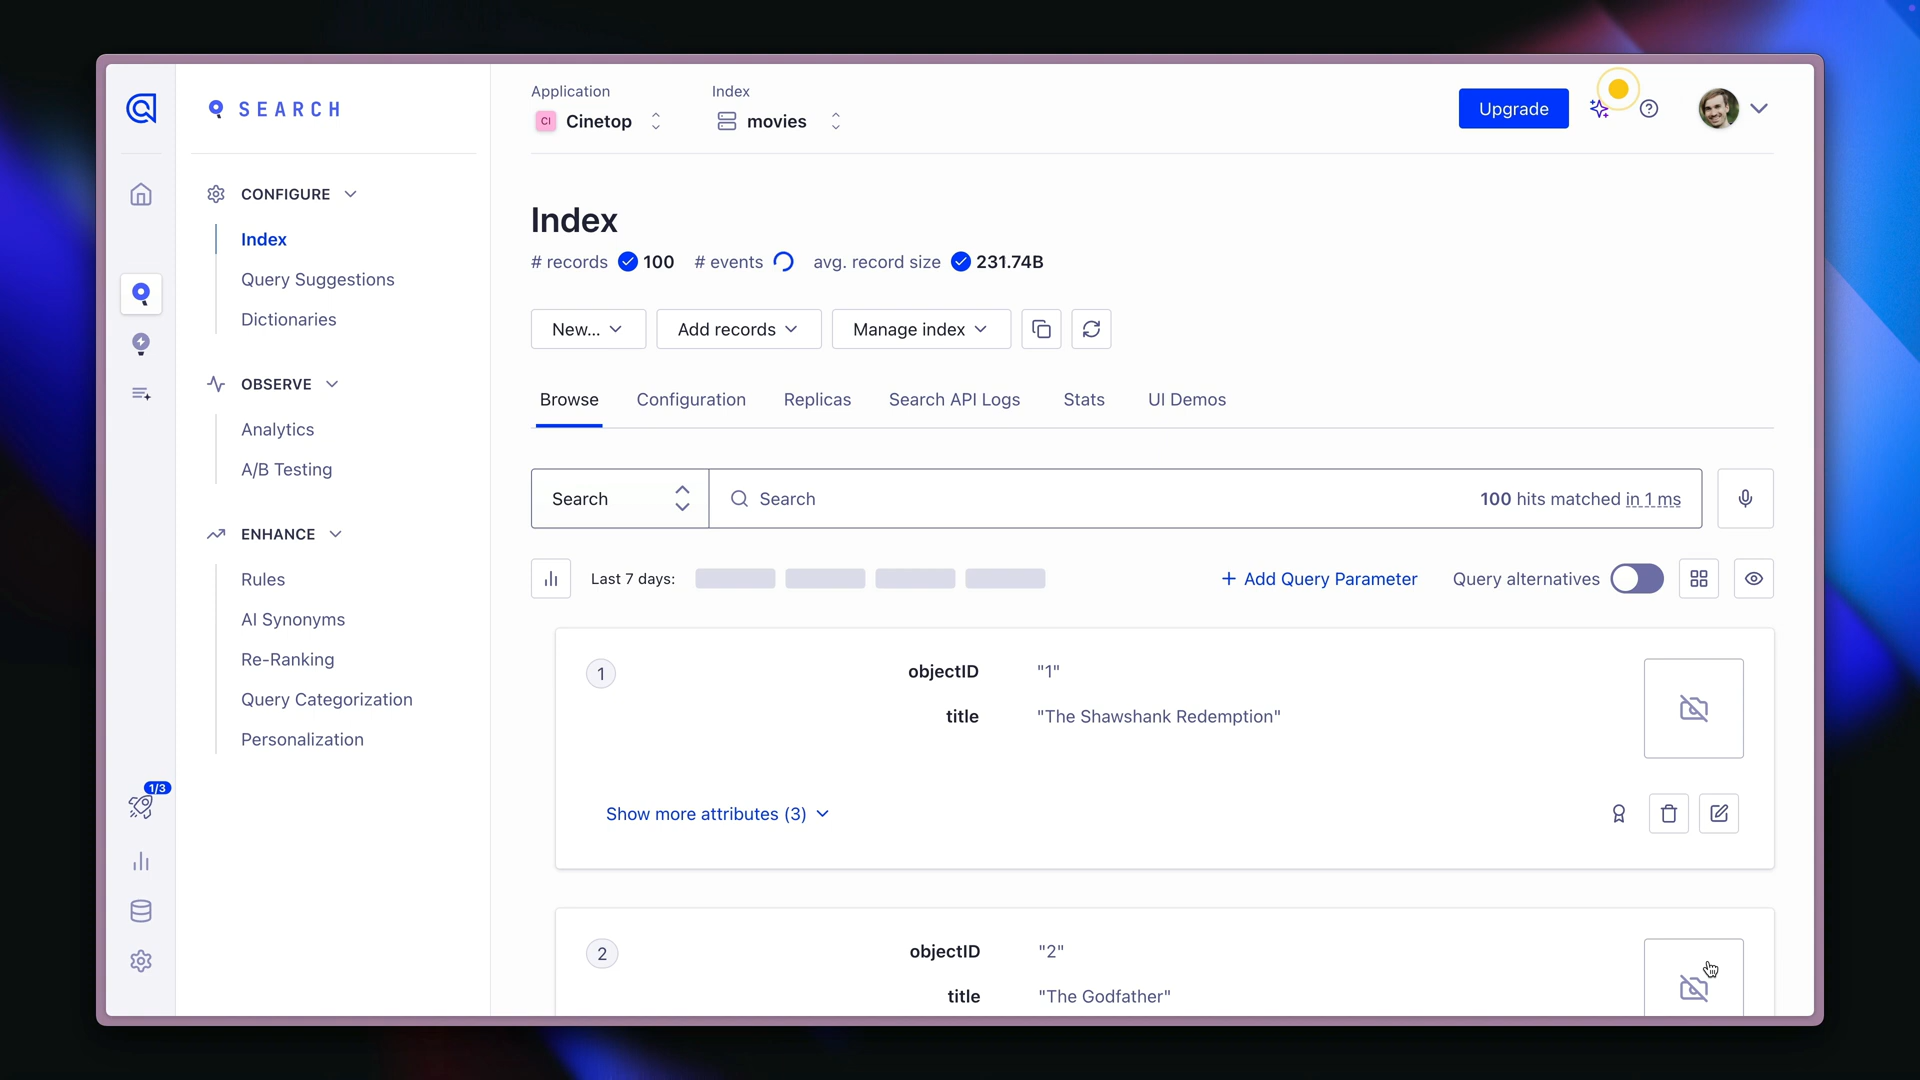 SEARCH
Application
Index
CI Cinetop
movies
Upgrade
CONFIGURE
Index
Query Suggestions
Dictionaries
OBSERVE
Analytics
A/B Testing
ENHANCE
Rules
AI Synonyms
Re-Ranking
Query Categorization
Personalization
1/3
Index
# records 100 # events avg. record size 231.74B
New... Add records Manage index
Browse Configuration Replicas Search API Logs Stats UI Demos
Search Search 100 hits matched in 1 ms
Last 7 days: + Add Query Parameter Query alternatives
1 objectID "1"
title "The Shawshank Redemption"
Show more attributes (3)
2 objectID "2"
title "The Godfather"